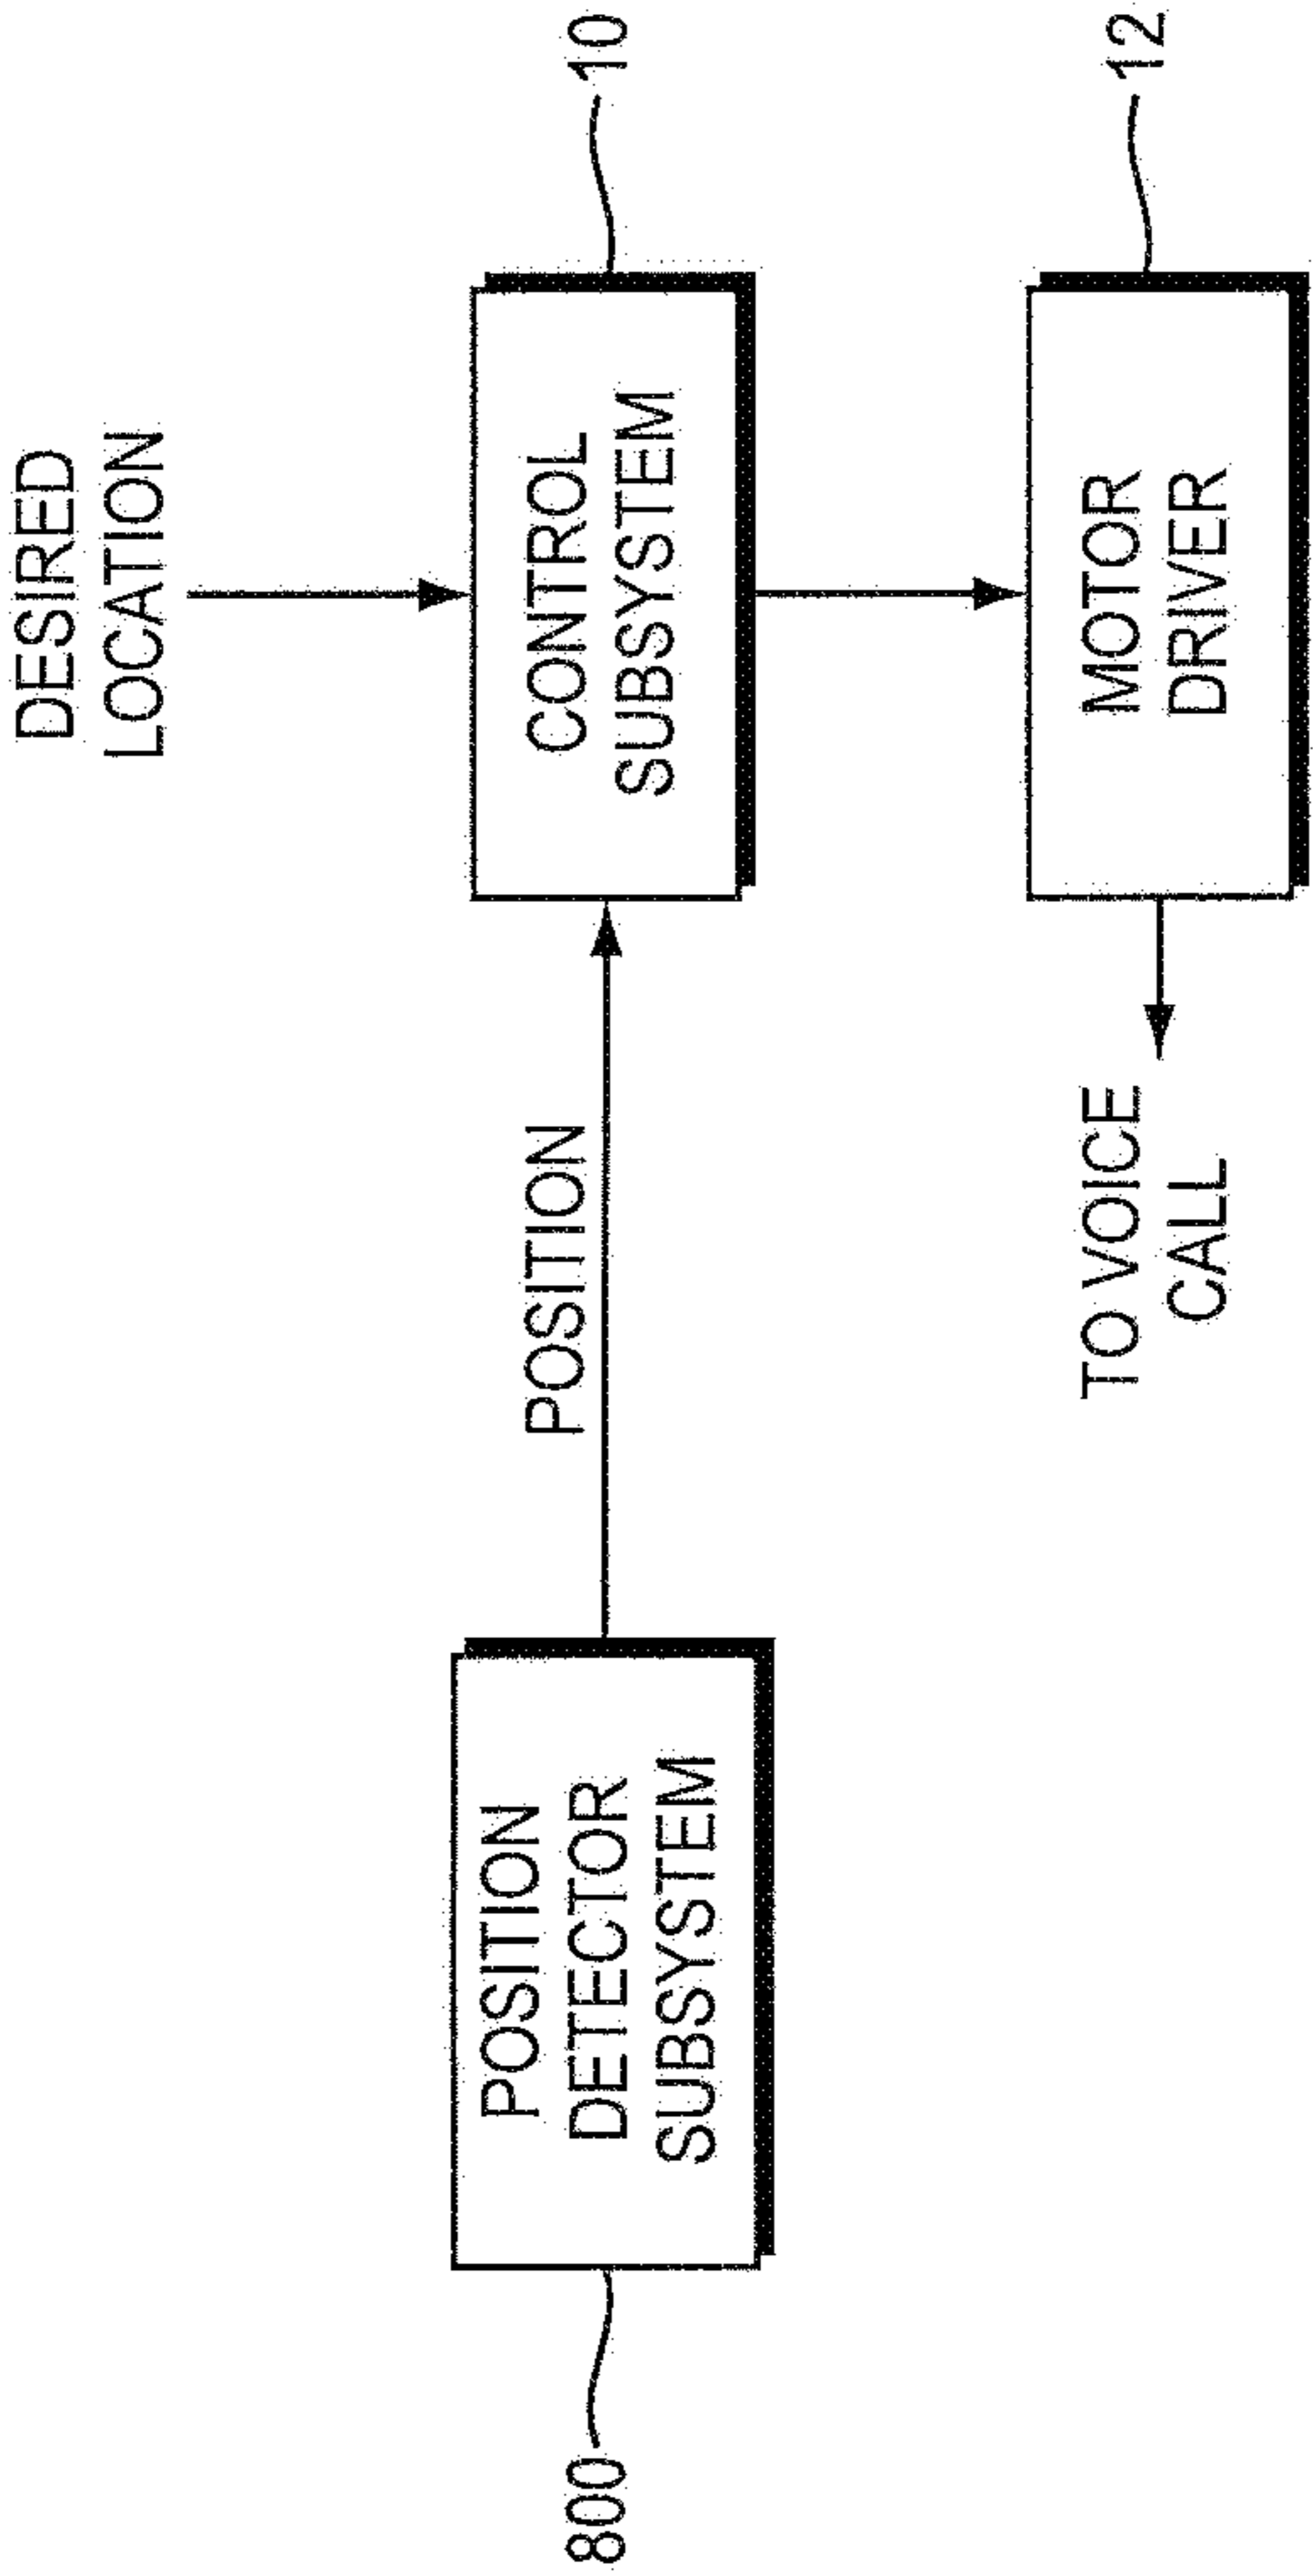 DESIRED
LOCATION
800
POSITION
DETECTOR
SUBSYSTEM
POSITION
CONTROL
SUBSYSTEM
10
TO VOICE
CALL
MOTOR
DRIVER
12